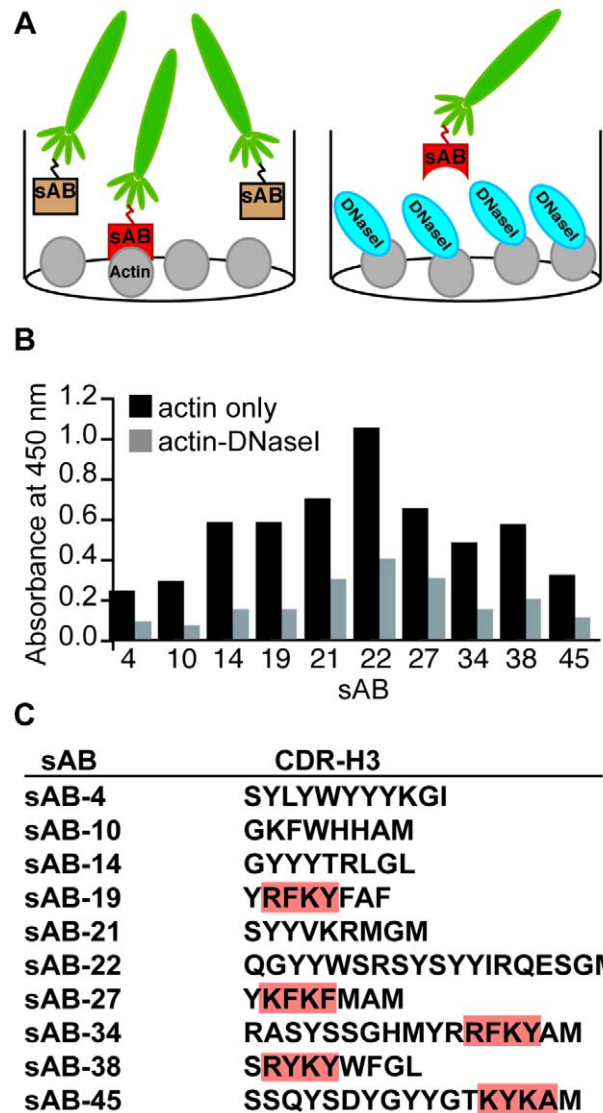 A
sAB
sAB
sAB
Actin
sAB
DNaseI
DNaseI
DNaseI
DNaseI
B
actin only
actin-DNaseI
Absorbance at 450 nm
1.2
1.0
0.8
0.6
0.4
0.2
0.0
4 10 14 19 21 22 27 34 38 45
sAB
C
sAB CDR-H3
sAB-4 SYLYWYYYKGI
sAB-10 GKFWHHAM
sAB-14 GYYYTRLGL
sAB-19 YRFKYFAF
sAB-21 SYYVKRMGM
sAB-22 QGYYWSRSYSYYIRQESGM
sAB-27 YKFKFMAM
sAB-34 RASYSSGHMYRRFKYAM
sAB-38 SRYKYWFGL
sAB-45 SSQYSDYGYYGTKYKAM